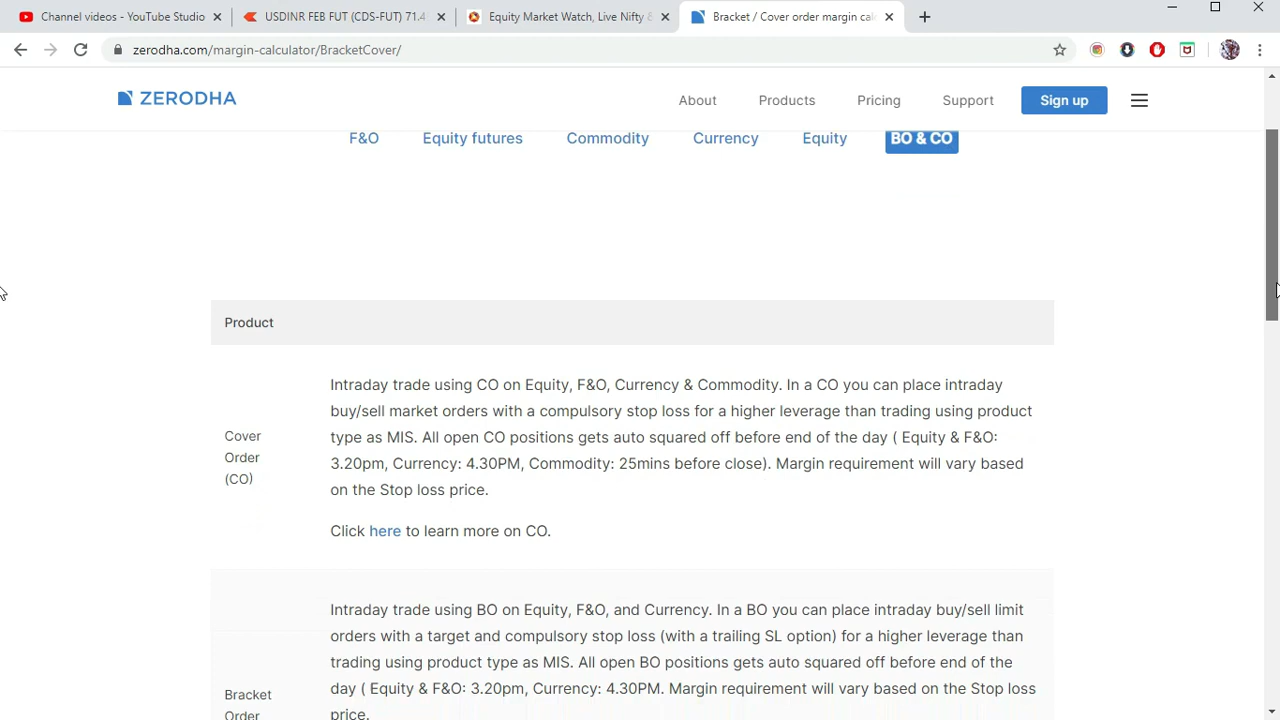 Channel videos - YouTube Studio
USDINR FEB FUT (CDS-FUT) 71.4
Equity Market Watch, Live Nifty &
Bracket / Cover order margin cal
zerodha.com/margin-calculator/BracketCover/
ZERODHA
About
Products
Pricing
Support
Sign up
F&O
Equity futures
Commodity
Currency
Equity
BO & CO
Product
Cover
Order
(CO)
Intraday trade using CO on Equity, F&O, Currency & Commodity. In a CO you can place intraday
buy/sell market orders with a compulsory stop loss for a higher leverage than trading using product
type as MIS. All open CO positions gets auto squared off before end of the day ( Equity & F&O:
3.20pm, Currency: 4.30PM, Commodity: 25mins before close). Margin requirement will vary based
on the Stop loss price.
Click here to learn more on CO.
Bracket
Order
Intraday trade using BO on Equity, F&O, and Currency. In a BO you can place intraday buy/sell limit
orders with a target and compulsory stop loss (with a trailing SL option) for a higher leverage than
trading using product type as MIS. All open BO positions gets auto squared off before end of the
day ( Equity & F&O: 3.20pm, Currency: 4.30PM. Margin requirement will vary based on the Stop loss
price.